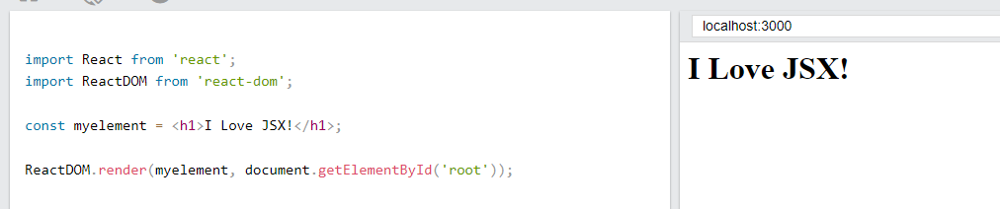 import React from 'react';
import ReactDOM from 'react-dom';
const myelement = <h1>I Love JSX!</h1>;
ReactDOM.render(myelement, document.getElementById('root'));
localhost:3000
I Love JSX!